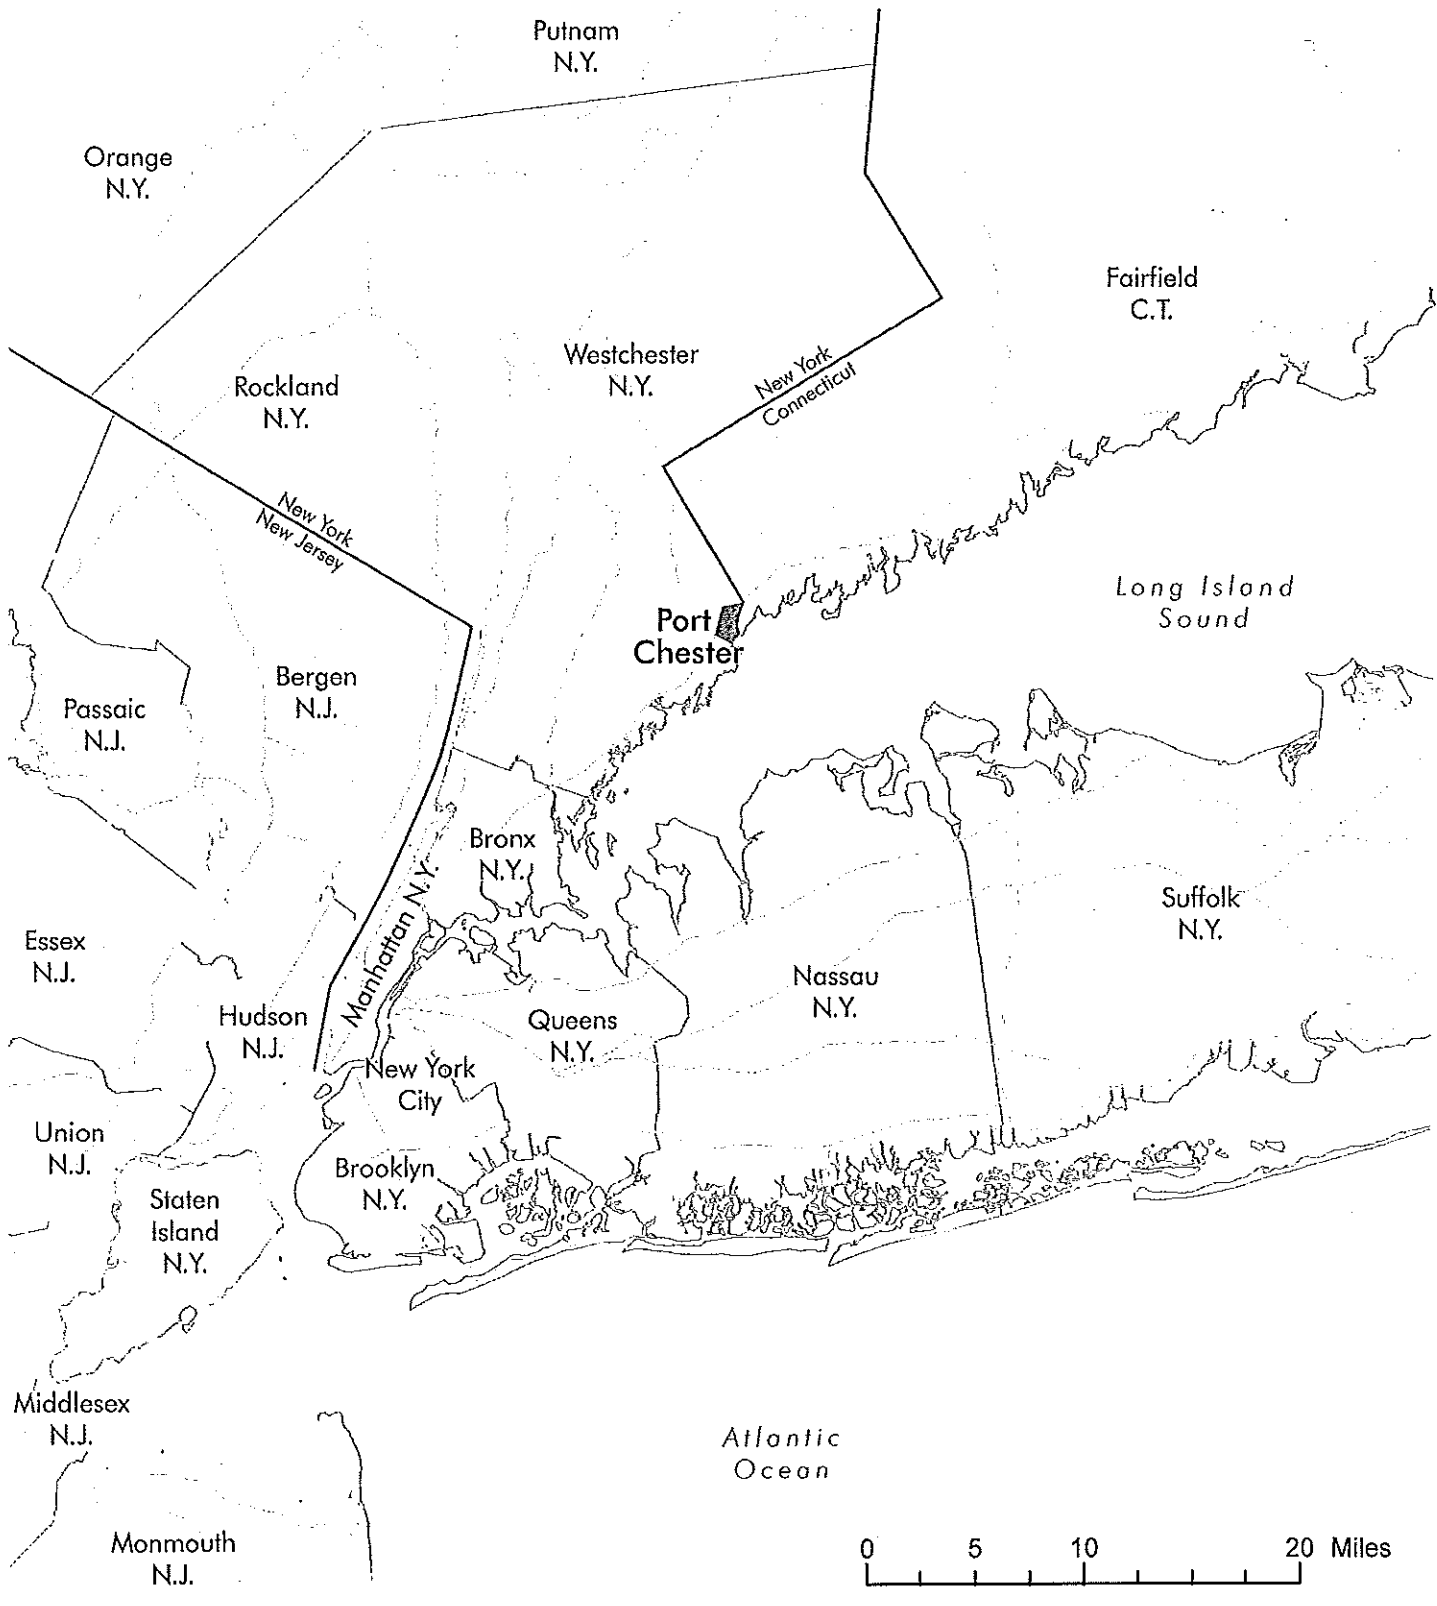 Putnam
N.Y.
Orange
N.Y.
Fairfield
C.T.
Westchester
N.Y.
New York
Connecticut
Rockland
N.Y.
New York
New Jersey
Long Island
Sound
Port
Chester
Bergen
N.J.
Passaic
N.J.
Bronx
N.Y.
Manhattan N.Y.
Suffolk
N.Y.
Essex
N.J.
Nassau
N.Y.
Hudson
N.J.
Queens
N.Y.
New York
City
Union
N.J.
Brooklyn
N.Y.
Staten
Island
N.Y.
Middlesex
N.J.
Atlantic
Ocean
Monmouth
N.J.
0 5 10 20 Miles